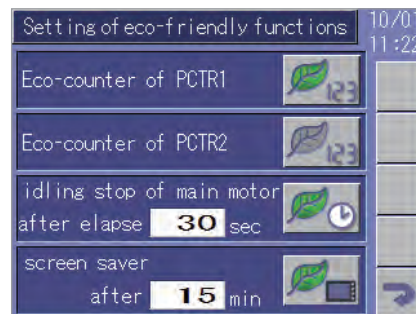 Setting of eco-friendly functions
10/0
11:22
Eco-counter of PCTR1
123
Eco-counter of PCTR2
123
idling stop of main motor
after elapse 30 sec
screen saver
after 15 min